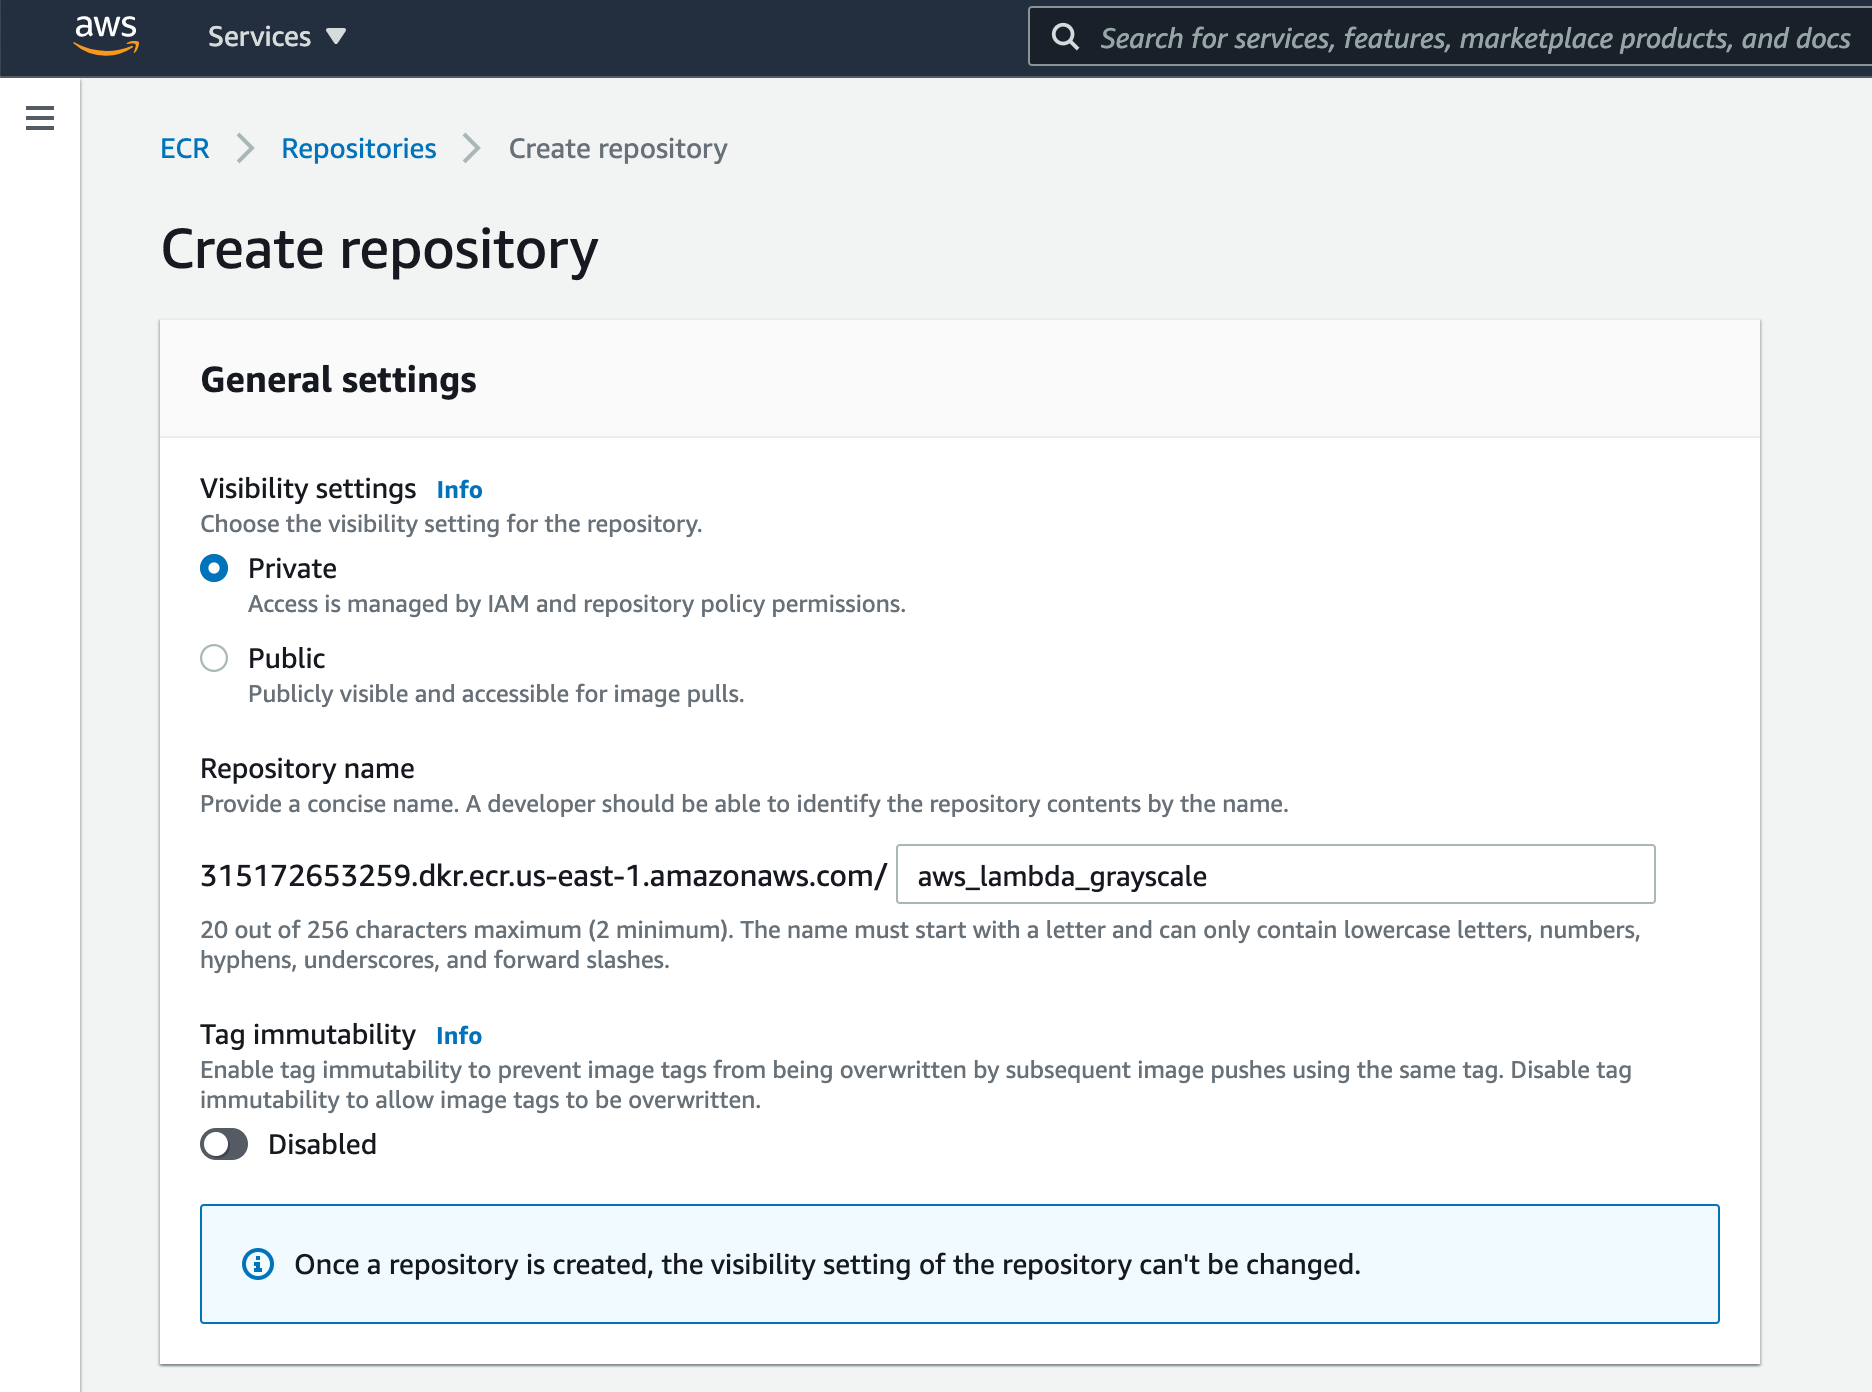 aws
Services
Search for services, features, marketplace products, and docs
ECR
Repositories
Create repository
Create repository
General settings
Visibility settings Info
Choose the visibility setting for the repository.
Private
Access is managed by IAM and repository policy permissions.
Public
Publicly visible and accessible for image pulls.
Repository name
Provide a concise name. A developer should be able to identify the repository contents by the name.
315172653259.dkr.ecr.us-east-1.amazonaws.com/ aws_lambda_grayscale
20 out of 256 characters maximum (2 minimum). The name must start with a letter and can only contain lowercase letters, numbers,
hyphens, underscores, and forward slashes.
Tag immutability Info
Enable tag immutability to prevent image tags from being overwritten by subsequent image pushes using the same tag. Disable tag
immutability to allow image tags to be overwritten.
Disabled
Once a repository is created, the visibility setting of the repository can't be changed.